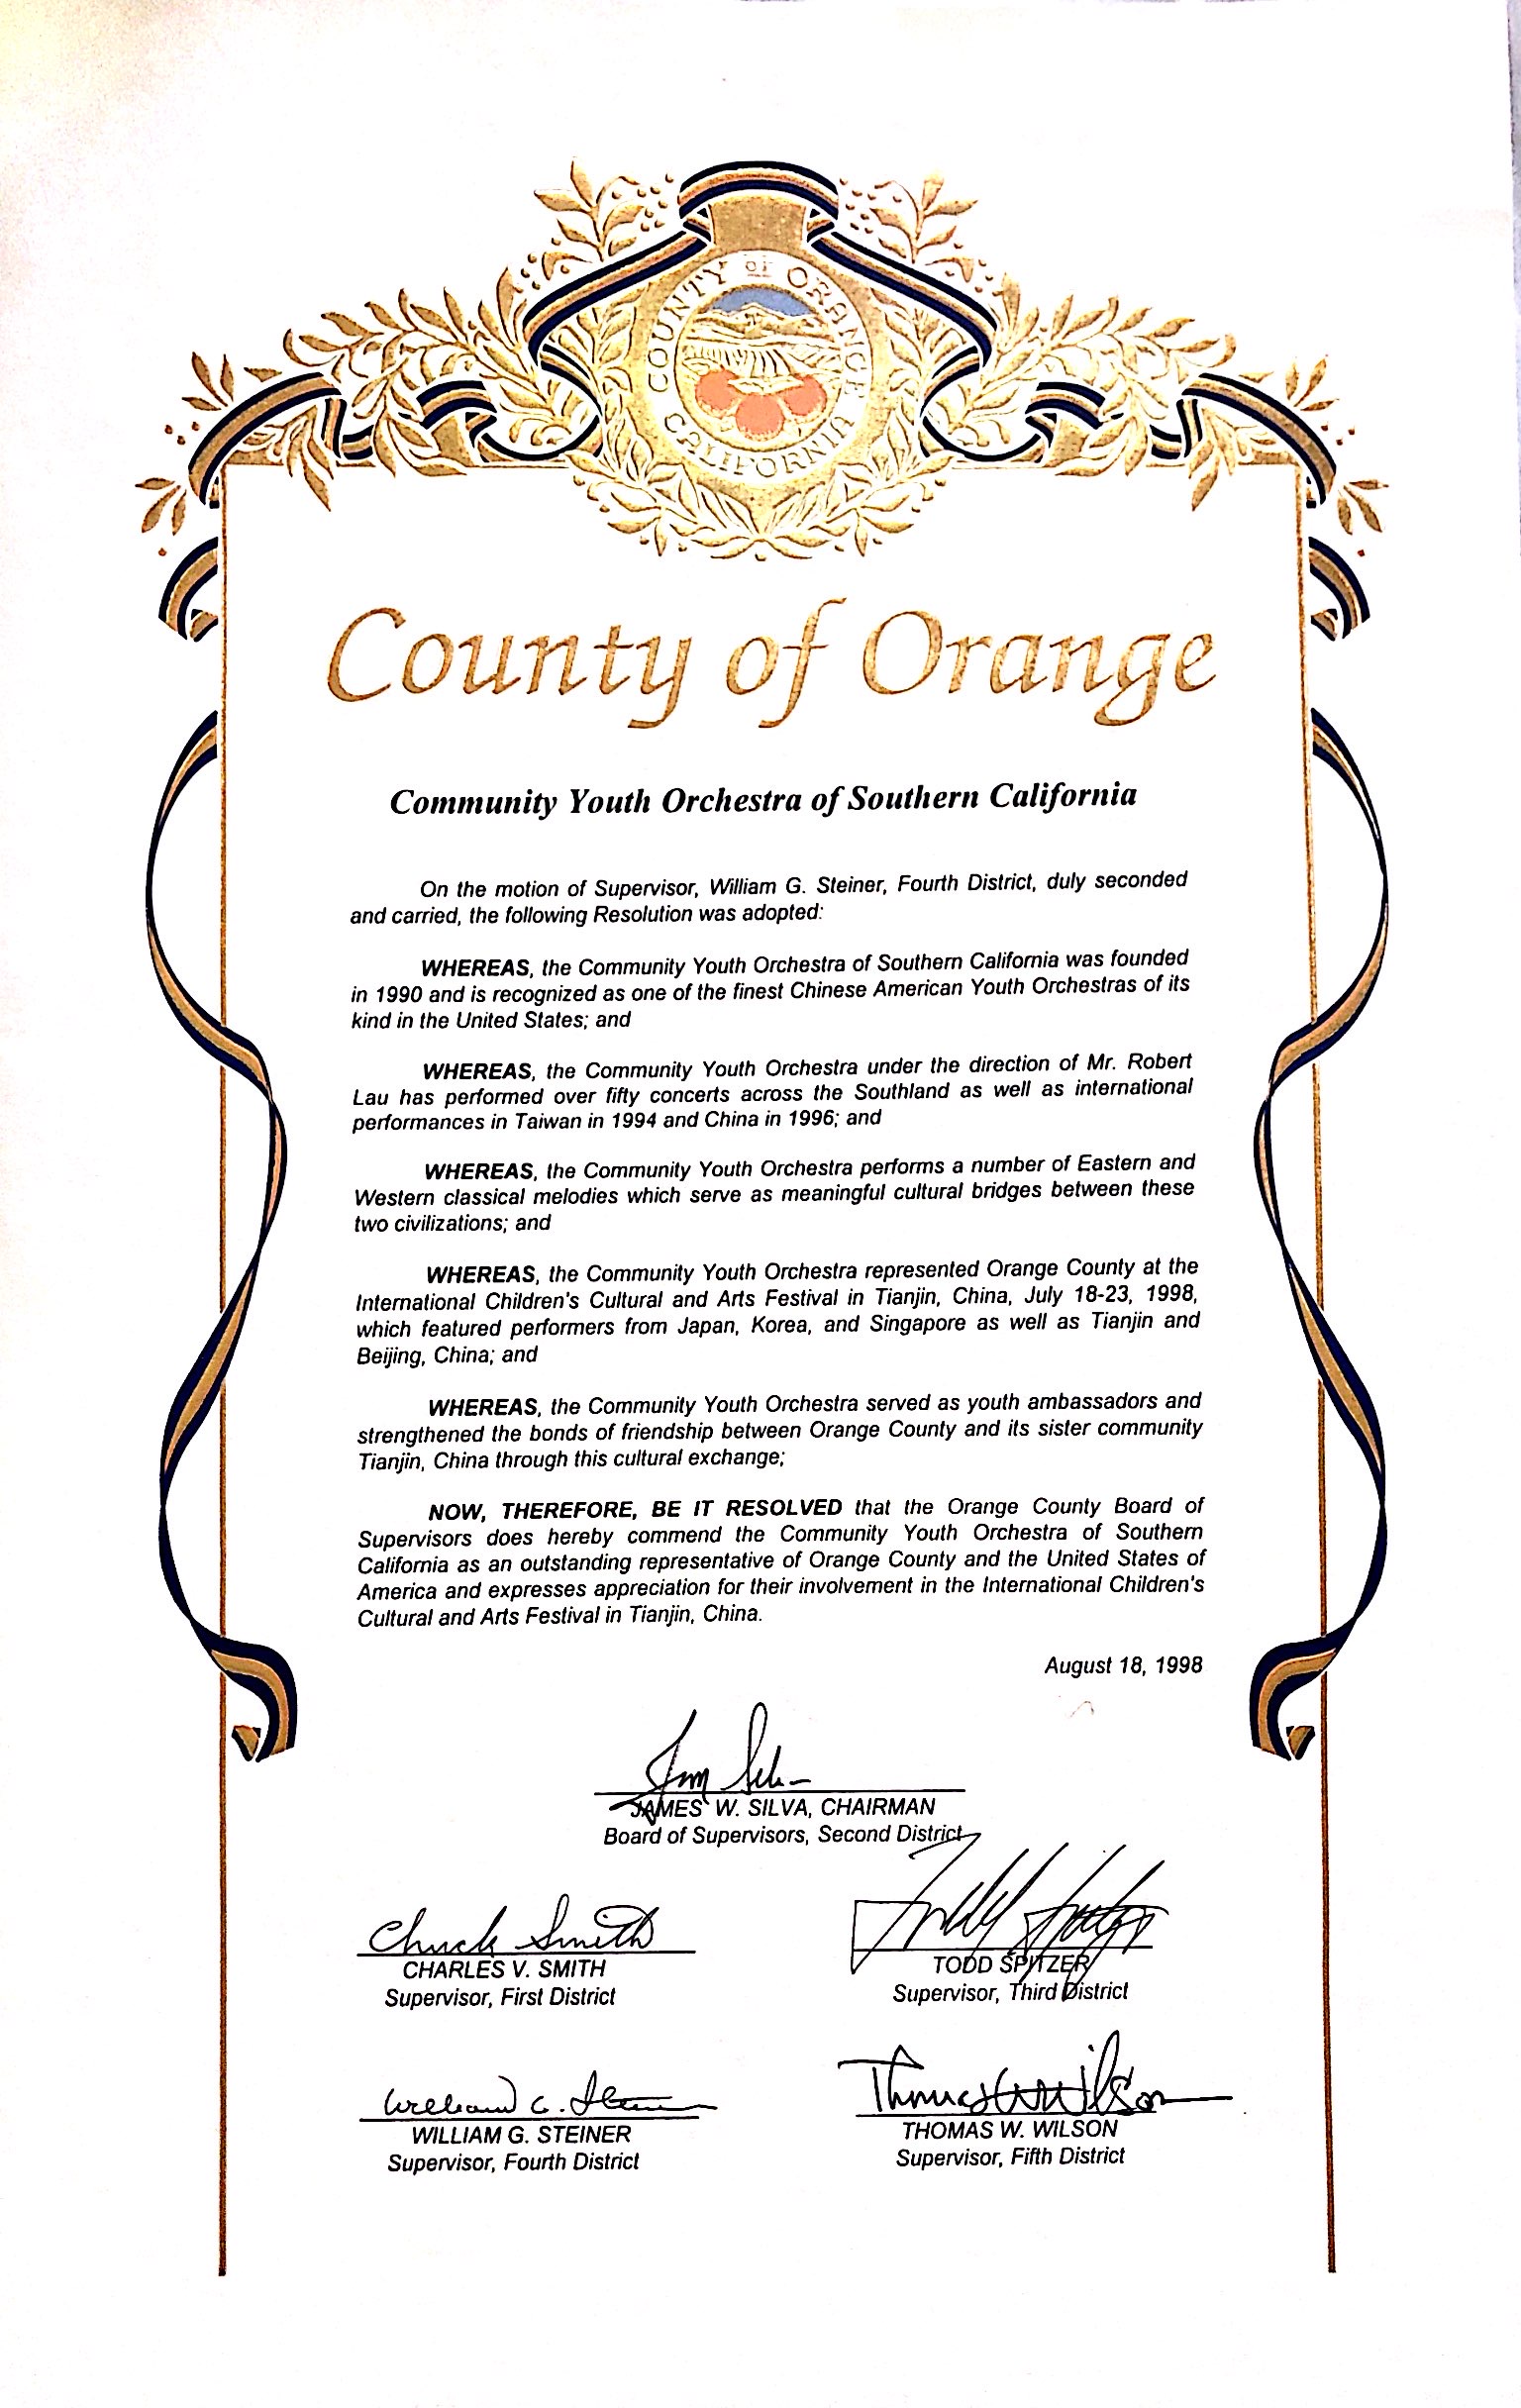 COUNTY OF ORANGE
CALIFORNIA
County of Orange
Community Youth Orchestra of Southern California
On the motion of Supervisor, William G. Steiner, Fourth District, duly seconded
and carried, the following Resolution was adopted:
WHEREAS, the Community Youth Orchestra of Southern California was founded
in 1990 and is recognized as one of the finest Chinese American Youth Orchestras of its
kind in the United States; and
WHEREAS, the Community Youth Orchestra under the direction of Mr. Robert
Lau has performed over fifty concerts across the Southland as well as international
performances in Taiwan in 1994 and China in 1996; and
WHEREAS, the Community Youth Orchestra performs a number of Eastern and
Western classical melodies which serve as meaningful cultural bridges between these
two civilizations; and
WHEREAS, the Community Youth Orchestra represented Orange County at the
International Children's Cultural and Arts Festival in Tianjin, China, July 18-23, 1998,
which featured performers from Japan, Korea, and Singapore as well as Tianjin and
Beijing, China; and
WHEREAS, the Community Youth Orchestra served as youth ambassadors and
strengthened the bonds of friendship between Orange County and its sister community
Tianjin, China through this cultural exchange;
NOW, THEREFORE, BE IT RESOLVED that the Orange County Board of
Supervisors does hereby commend the Community Youth Orchestra of Southern
California as an outstanding representative of Orange County and the United States of
America and expresses appreciation for their involvement in the International Children's
Cultural and Arts Festival in Tianjin, China.
August 18, 1998
Jim Silva
JAMES W. SILVA, CHAIRMAN
Board of Supervisors, Second District
Chuck Smith
CHARLES V. SMITH
Supervisor, First District
Todd Spitzer
TODD SPITZER
Supervisor, Third District
William G. Steiner
WILLIAM G. STEINER
Supervisor, Fourth District
Thomas W. Wilson
THOMAS W. WILSON
Supervisor, Fifth District